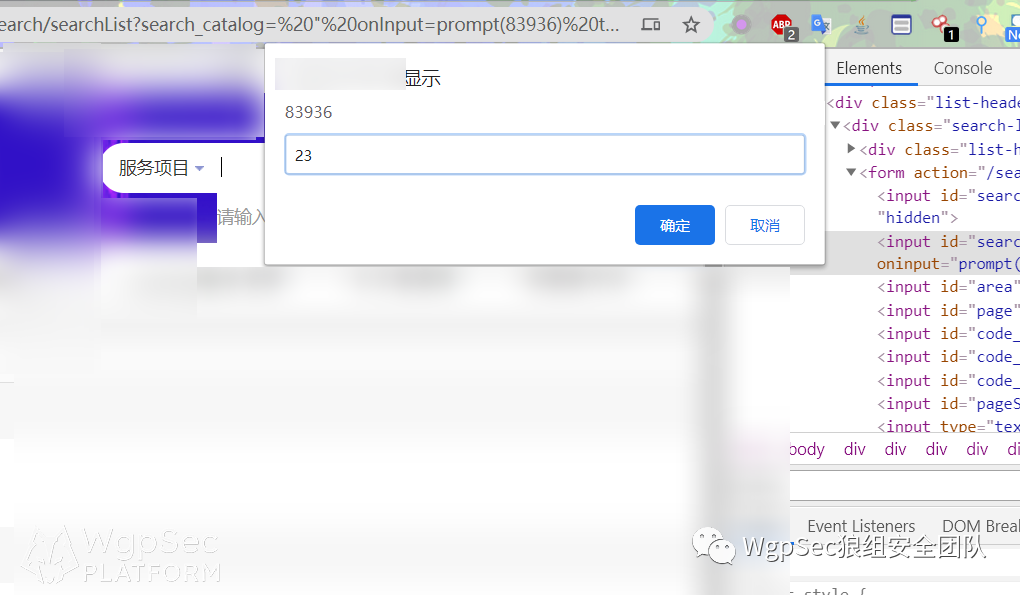 earch/searchList?search_catalog=%20"%20onInput=prompt(83936)%20t...
ABP
2
1
显示
83936
23
确定
取消
服务项目
请输入
Elements
Console
<div class="list-heade
<div class="search-l
<div class="list-h
<form action="/sea
<input id="searc
"hidden">
<input id="searc
oninput="prompt(
<input id="area"
<input id="page"
<input id="code_
<input id="code_
<input id="code_
<input id="pageS
<input type="tex
body div div div div di
Event Listeners
DOM Break
WgpSec狼组安全团队
WgpSec
PLATFORM